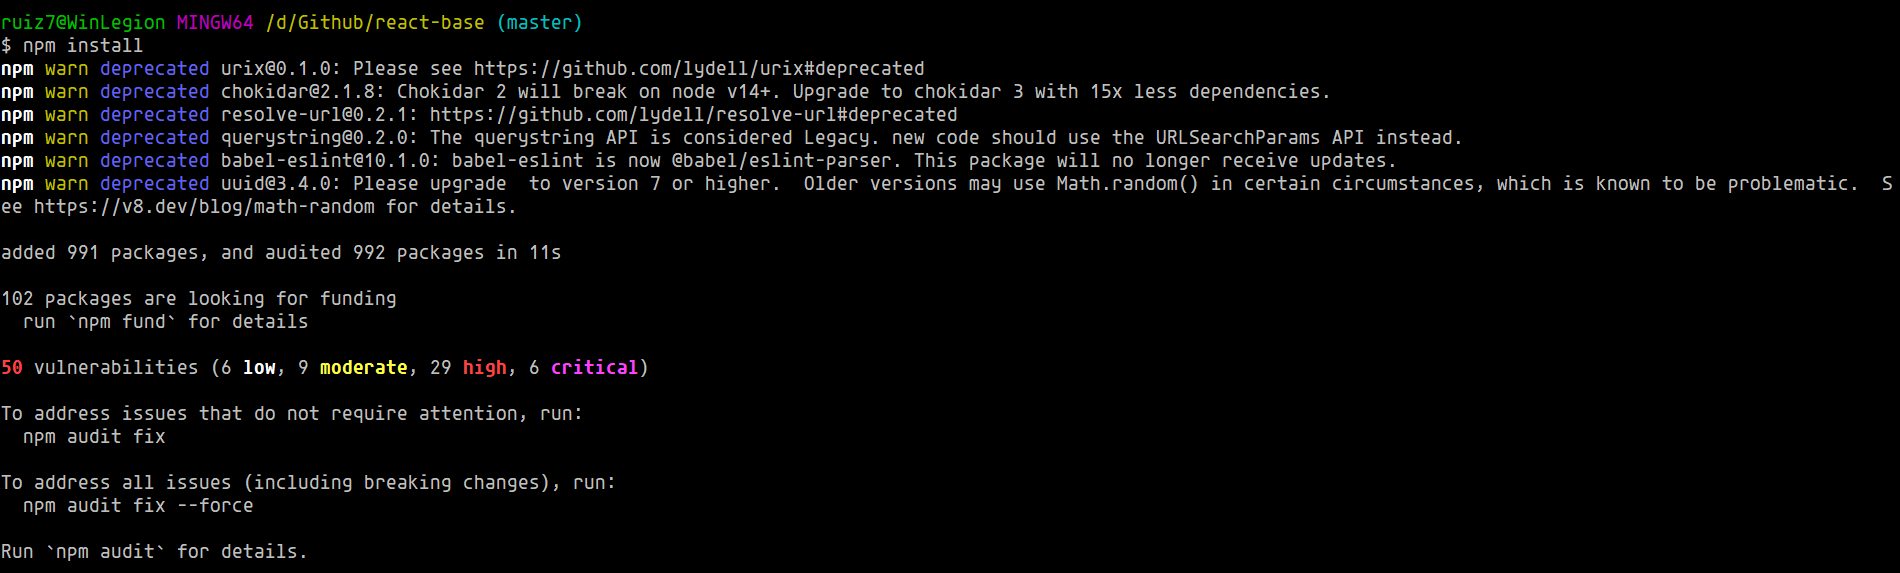 ruiz7@WinLegion MINGW64 /d/Github/react-base (master)
$ npm install
npm warn deprecated urix@0.1.0: Please see https://github.com/lydell/urix#deprecated
npm warn deprecated chokidar@2.1.8: Chokidar 2 will break on node v14+. Upgrade to chokidar 3 with 15x less dependencies.
npm warn deprecated resolve-url@0.2.1: https://github.com/lydell/resolve-url#deprecated
npm warn deprecated querystring@0.2.0: The querystring API is considered Legacy. new code should use the URLSearchParams API instead.
npm warn deprecated babel-eslint@10.1.0: babel-eslint is now @babel/eslint-parser. This package will no longer receive updates.
npm warn deprecated uuid@3.4.0: Please upgrade  to version 7 or higher.  Older versions may use Math.random() in certain circumstances, which is known to be problematic.  S
ee https://v8.dev/blog/math-random for details.
added 991 packages, and audited 992 packages in 11s
102 packages are looking for funding
  run `npm fund` for details
50 vulnerabilities (6 low, 9 moderate, 29 high, 6 critical)
To address issues that do not require attention, run:
  npm audit fix
To address all issues (including breaking changes), run:
  npm audit fix --force
Run `npm audit` for details.